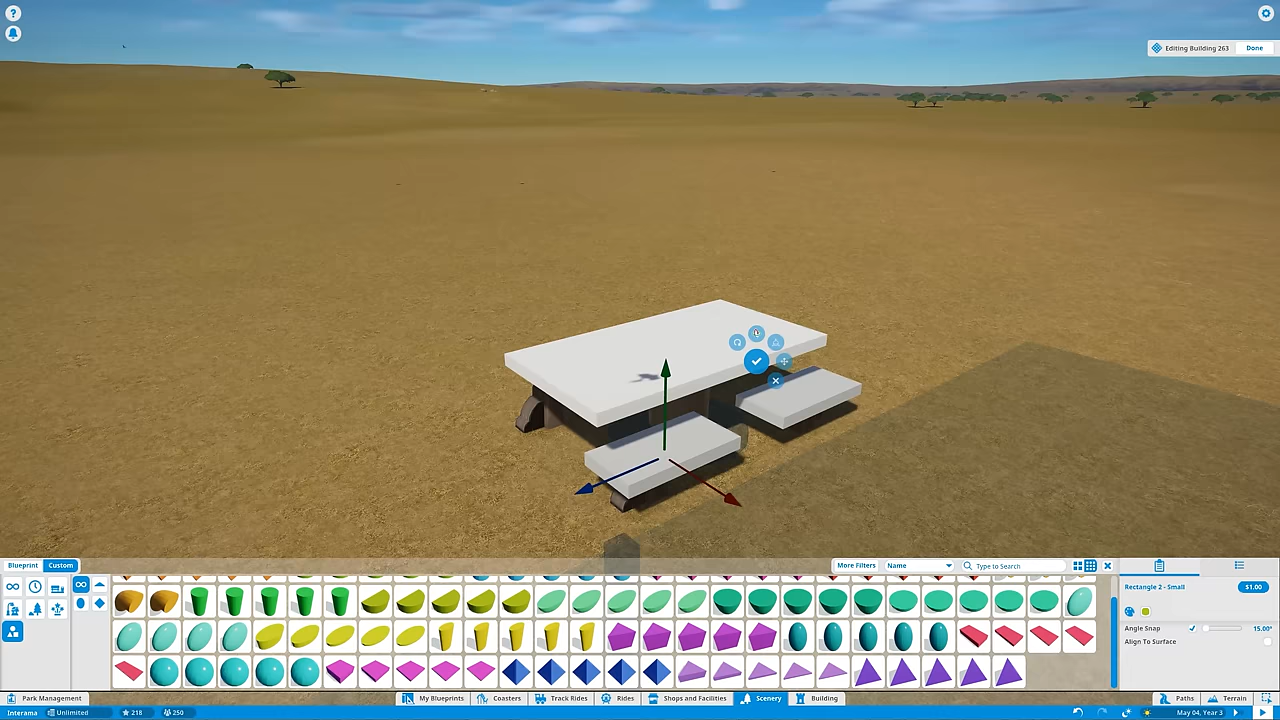 ?
Editing Building 263 Done
Blueprint Custom
More Filters Name Type to Search
Rectangle 2 - Small $1.00
Angle Snap 15.00°
Align To Surface
Park Management My Blueprints Coasters Track Rides Rides Shops and Facilities Scenery Building Paths Terrain
Interama Unlimited 218 250 May 04, Year 3